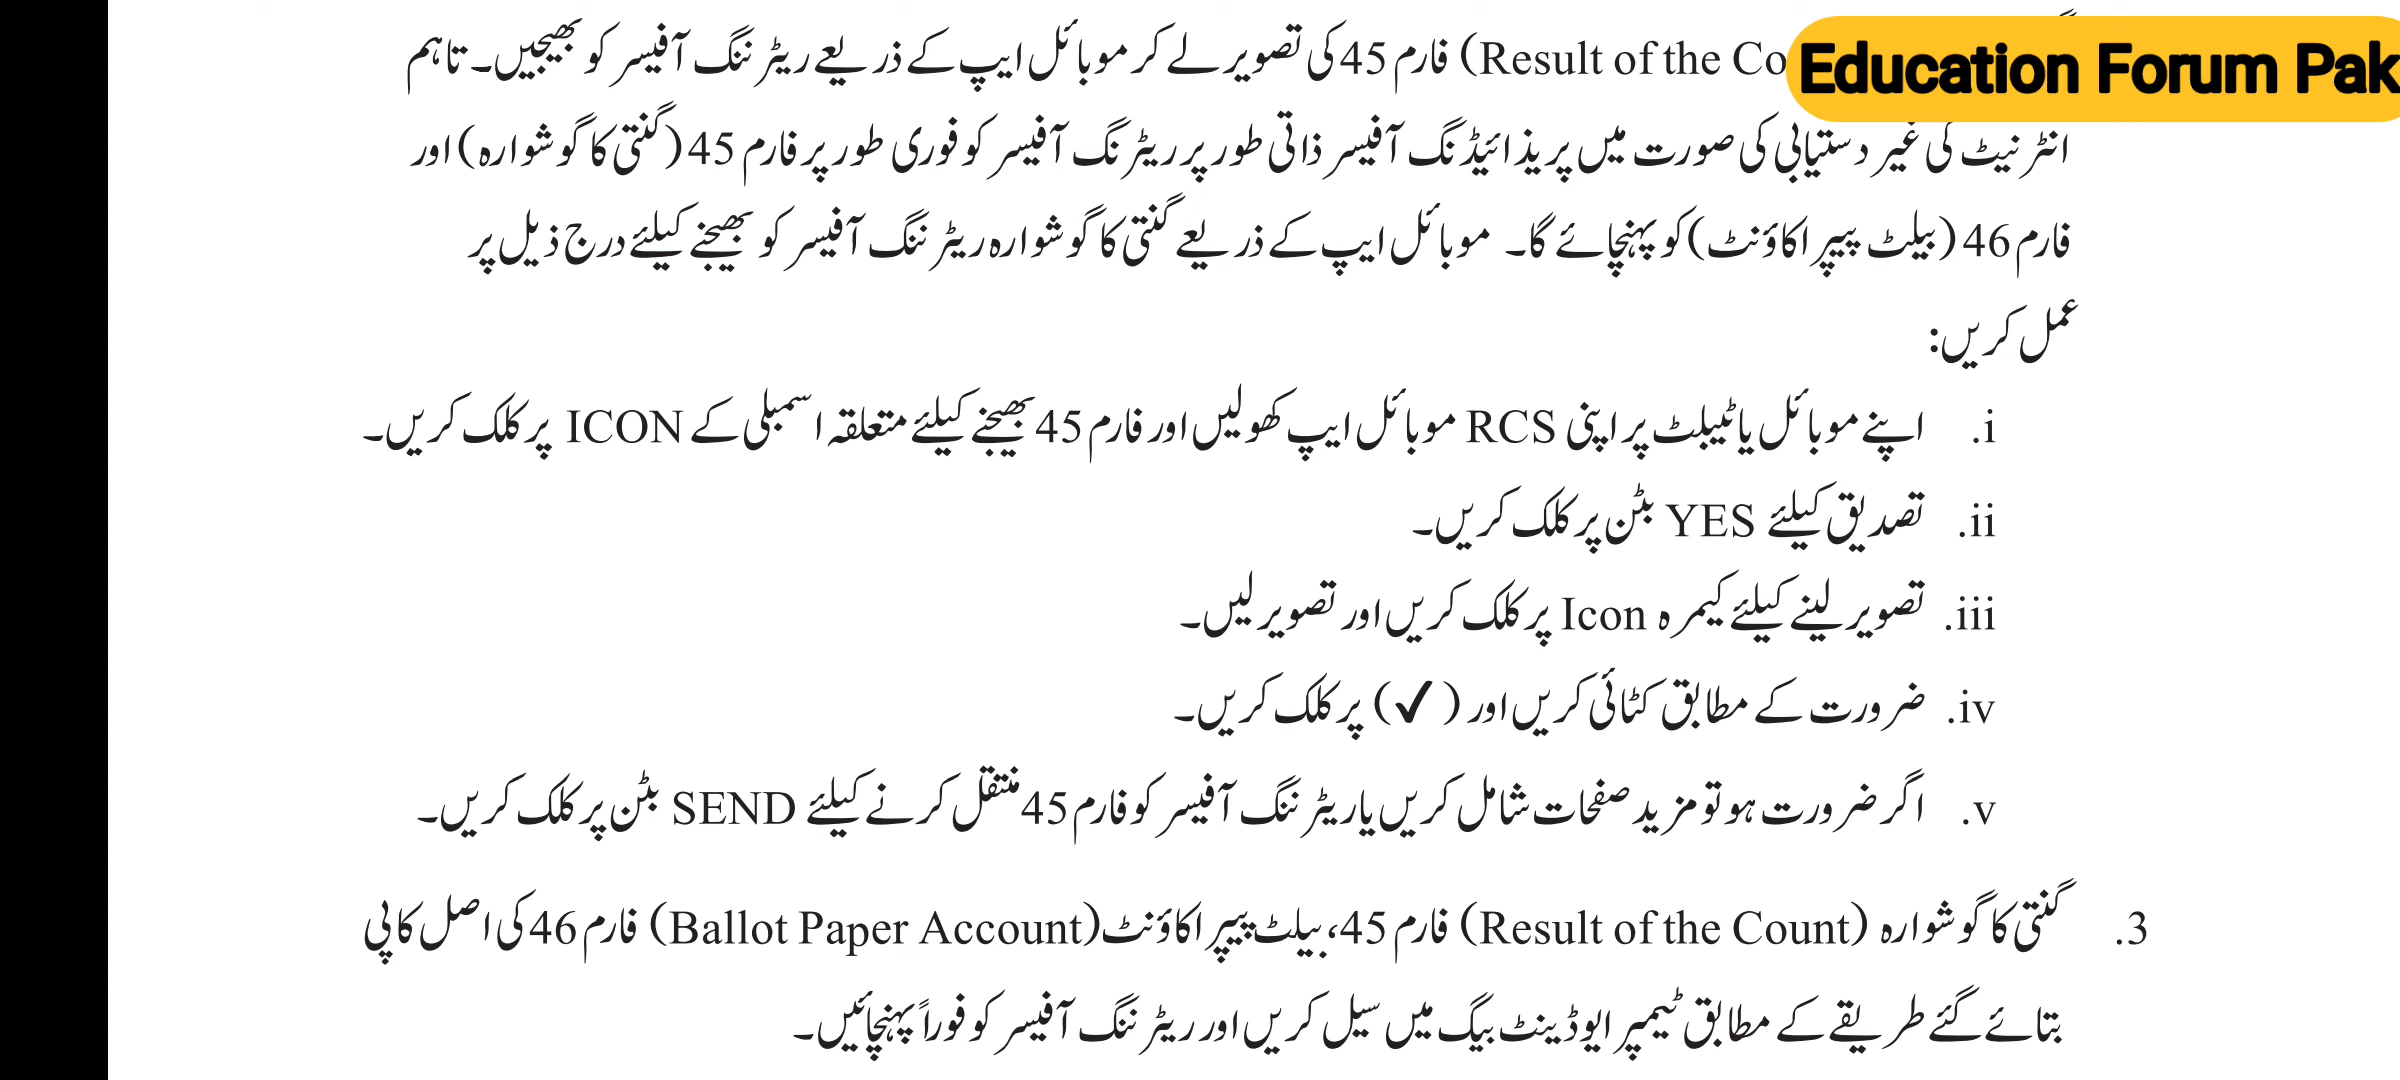 Education Forum Pak
(Result of the Co فارم 45 کی تصویر لے کر موبائل ایپ کے ذریعے ریٹرننگ آفیسر کو بھیجیں۔ تاہم
انٹرنیٹ کی غیر دستیابی کی صورت میں پریذائیڈنگ آفیسر ذاتی طور پر ریٹرنگ آفیسر کو فوری طور پر فارم 45 (گنتی کا گوشوارہ) اور
فارم 46 (بیلٹ پیپر اکاؤنٹ) کو پہنچائے گا۔ موبائل ایپ کے ذریعے گنتی کا گوشوارہ ریٹرننگ آفیسر کو بھیجنے کیلئے درج ذیل پر
عمل کریں:
i. اپنے موبائل یا ٹیبلٹ پر اپنی RCS موبائل ایپ کھولیں اور فارم 45 بھیجنے کیلئے متعلقہ اسمبلی کے ICON پر کلک کریں۔
ii. تصدیق کیلئے YES بٹن پر کلک کریں۔
iii. تصویر لینے کیلئے کیمرہ Icon پر کلک کریں اور تصویر لیں۔
iv. ضرورت کے مطابق کٹائی کریں اور (✓) پر کلک کریں۔
v. اگر ضرورت ہو تو مزید صفحات شامل کریں یا ریٹرننگ آفیسر کو فارم 45 منتقل کرنے کیلئے SEND بٹن پر کلک کریں۔
3. گنتی کا گوشوارہ (Result of the Count) فارم 45، بیلٹ پیپر اکاؤنٹ (Ballot Paper Account) فارم 46 کی اصل کاپی
بتائے گئے طریقے کے مطابق ٹیمپر ایوڈینٹ بیگ میں سیل کریں اور ریٹرننگ آفیسر کو فوراً پہنچائیں۔